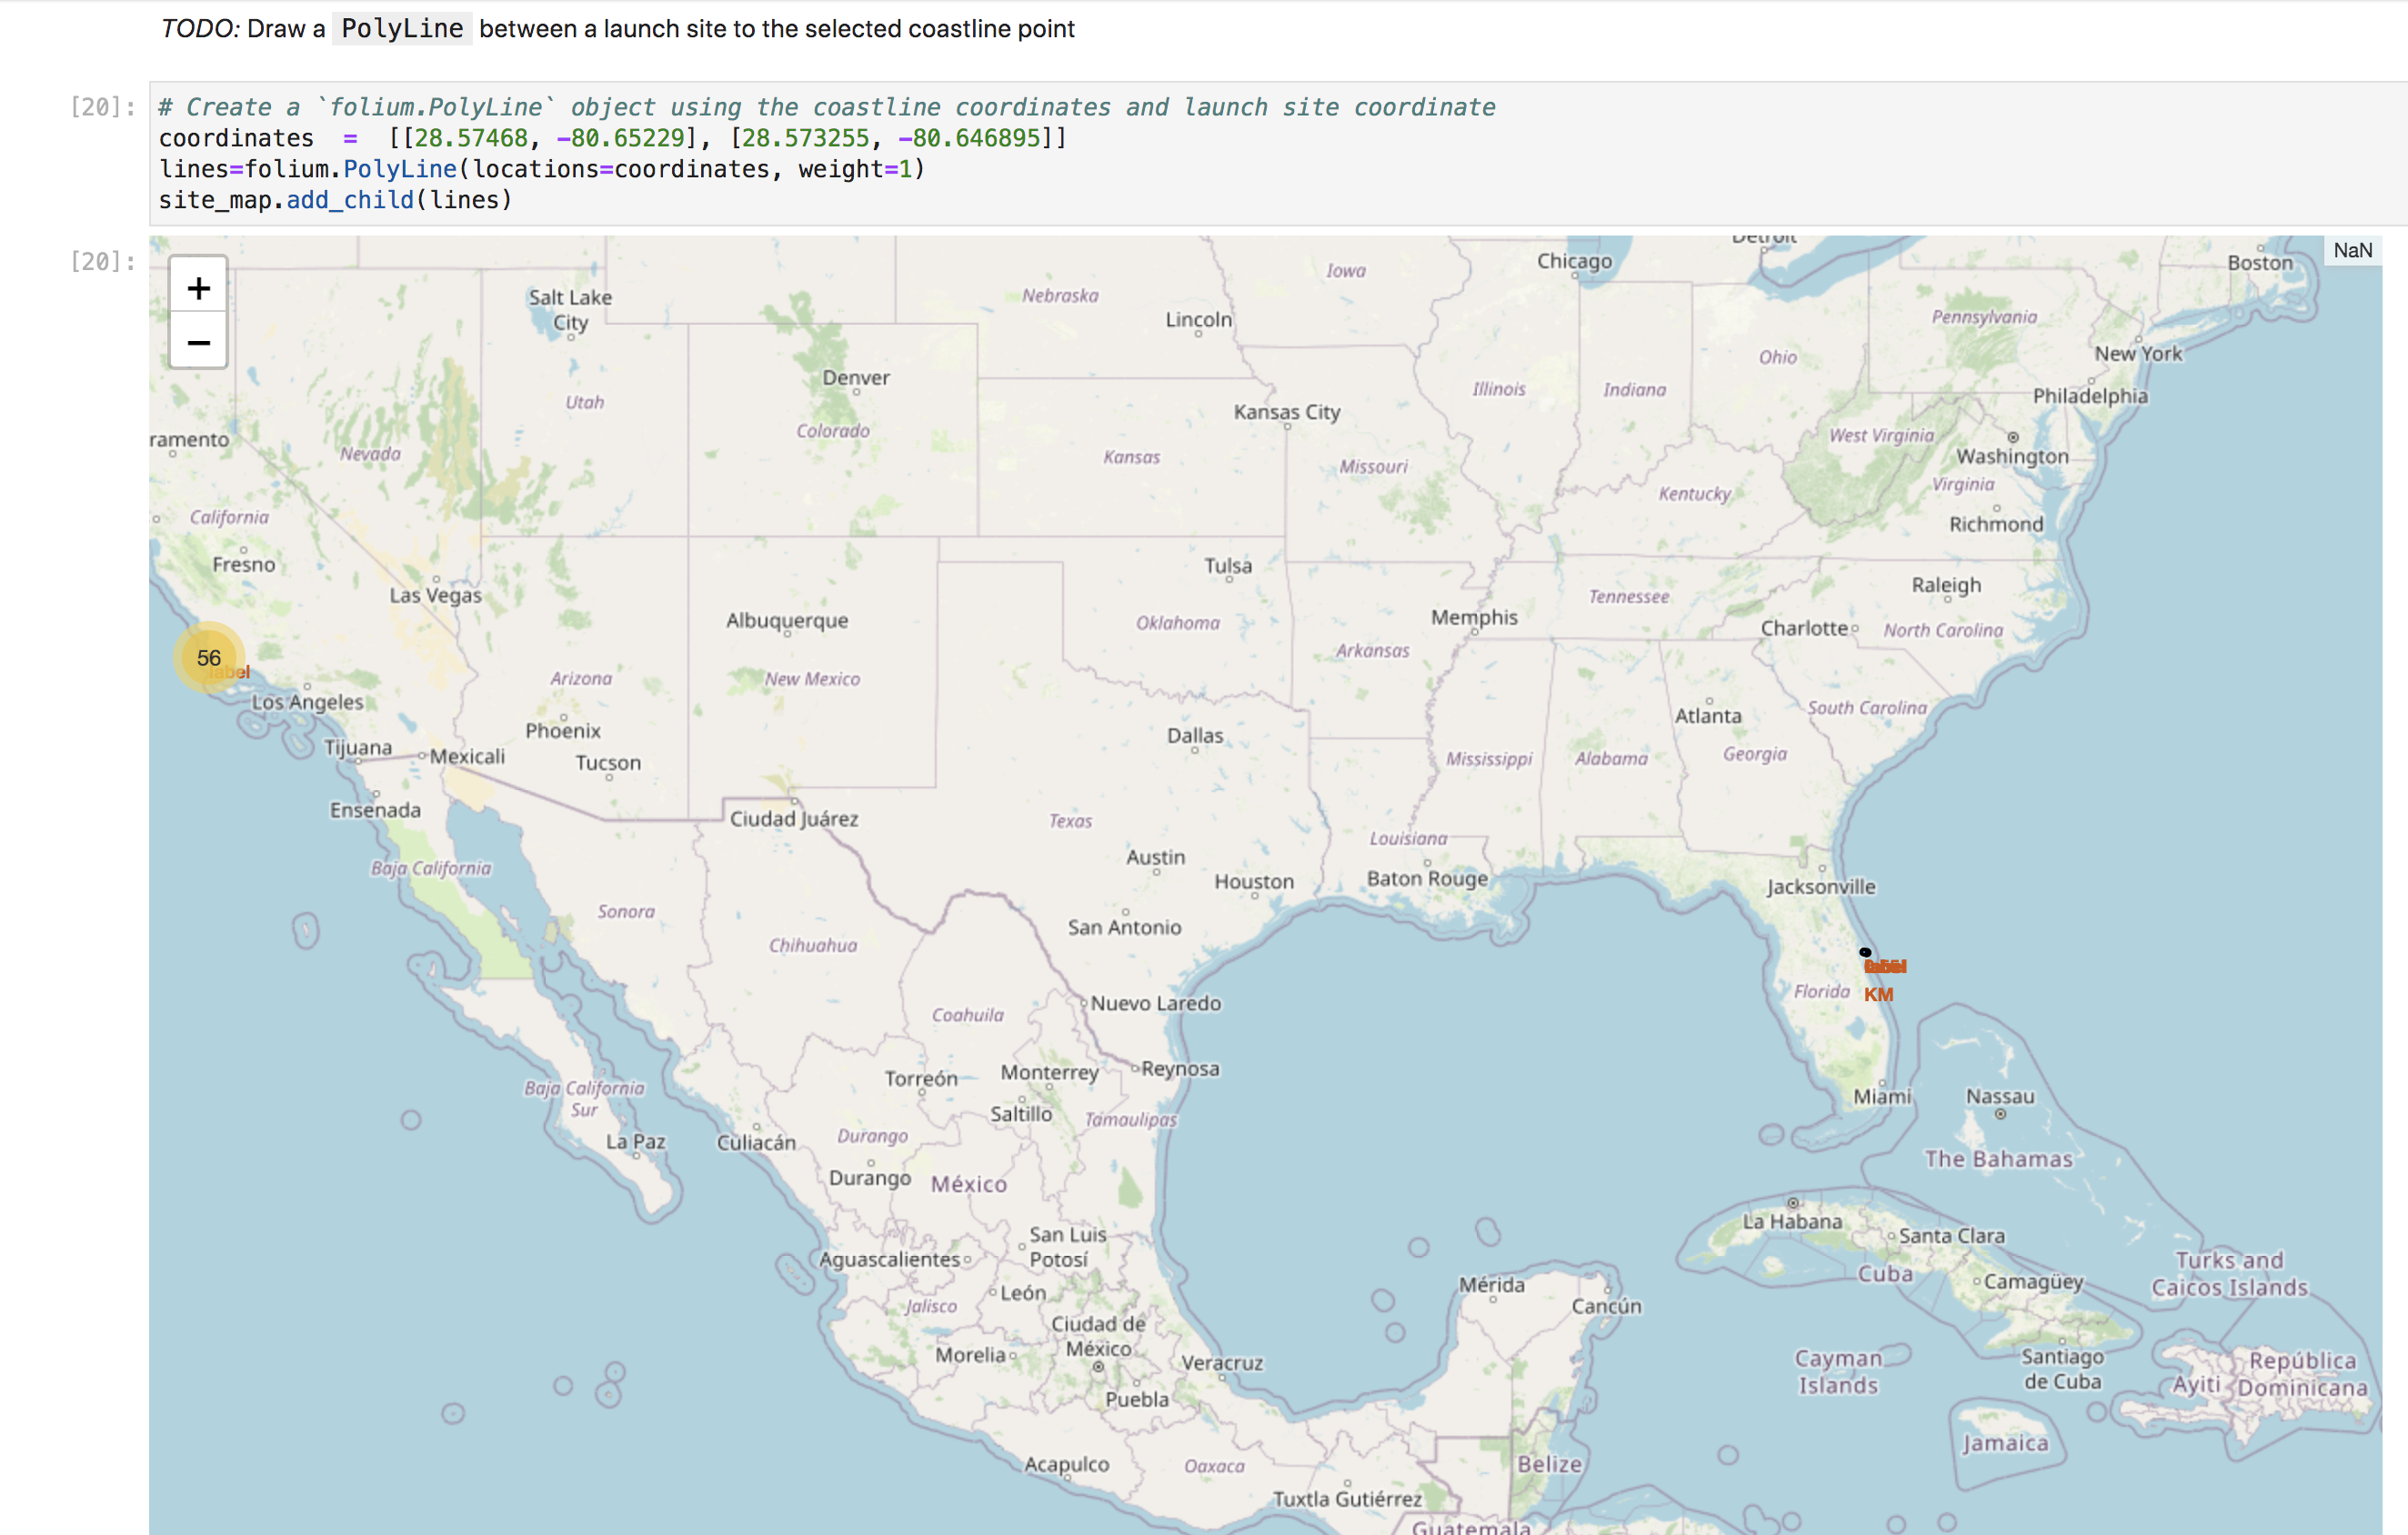 TODO: Draw a PolyLine between a launch site to the selected coastline point
[20]:
# Create a `folium.PolyLine` object using the coastline coordinates and launch site coordinate
coordinates  =  [[28.57468, -80.65229], [28.573255, -80.646895]]
lines=folium.PolyLine(locations=coordinates, weight=1)
site_map.add_child(lines)
[20]:
+
−
NaN
Detroit
Chicago
Boston
Iowa
Nebraska
Salt Lake
City
Lincoln
Pennsylvania
New York
Ohio
Denver
Illinois
Indiana
Philadelphia
Utah
Kansas City
Colorado
West Virginia
ramento
Nevada
Kansas
Missouri
Washington
Kentucky
Virginia
California
Richmond
Fresno
Tulsa
Raleigh
Las Vegas
Tennessee
Albuquerque
Oklahoma
Memphis
Charlotte
North Carolina
Arkansas
56
label
Arizona
New Mexico
Los Angeles
South Carolina
Phoenix
Atlanta
Dallas
Tijuana
Mexicali
Tucson
Mississippi
Alabama
Georgia
Ensenada
Ciudad Juárez
Texas
Louisiana
Austin
Baja California
Houston
Baton Rouge
Jacksonville
Sonora
San Antonio
Chihuahua
Florida
KM
Nuevo Laredo
Coahuila
Torreón
Monterrey
Reynosa
Baja California
Sur
Saltillo
Tamaulipas
Miami
Nassau
La Paz
Culiacán
Durango
The Bahamas
Durango
México
La Habana
Santa Clara
San Luis
Potosí
Aguascalientes
Turks and
Caicos Islands
Cuba
Camagüey
Mérida
León
Jalisco
Cancún
Ciudad de
México
Morelia
Veracruz
Cayman
Islands
Santiago
de Cuba
República
Dominicana
Ayiti
Puebla
Jamaica
Acapulco
Oaxaca
Belize
Tuxtla Gutiérrez
Guatemala